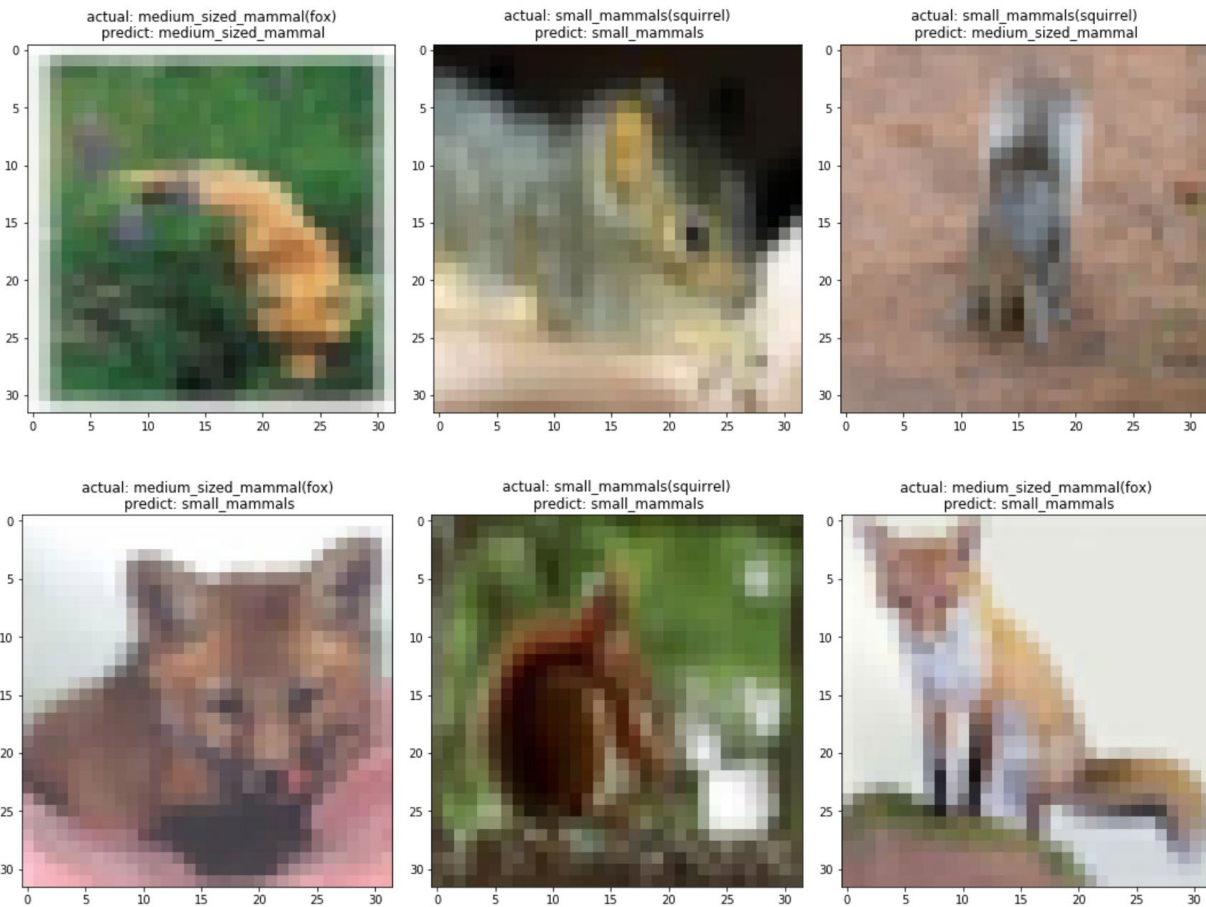 actual: medium_sized_mammal(fox)
predict: medium_sized_mammal
0
5
10
15
20
25
30
0 5 10 15 20 25 30
actual: small_mammals(squirrel)
predict: small_mammals
0
5
10
15
20
25
30
0 5 10 15 20 25 30
actual: small_mammals(squirrel)
predict: medium_sized_mammal
0
5
10
15
20
25
30
0 5 10 15 20 25 30
actual: medium_sized_mammal(fox)
predict: small_mammals
0
5
10
15
20
25
30
0 5 10 15 20 25 30
actual: small_mammals(squirrel)
predict: small_mammals
0
5
10
15
20
25
30
0 5 10 15 20 25 30
actual: medium_sized_mammal(fox)
predict: small_mammals
0
5
10
15
20
25
30
0 5 10 15 20 25 30